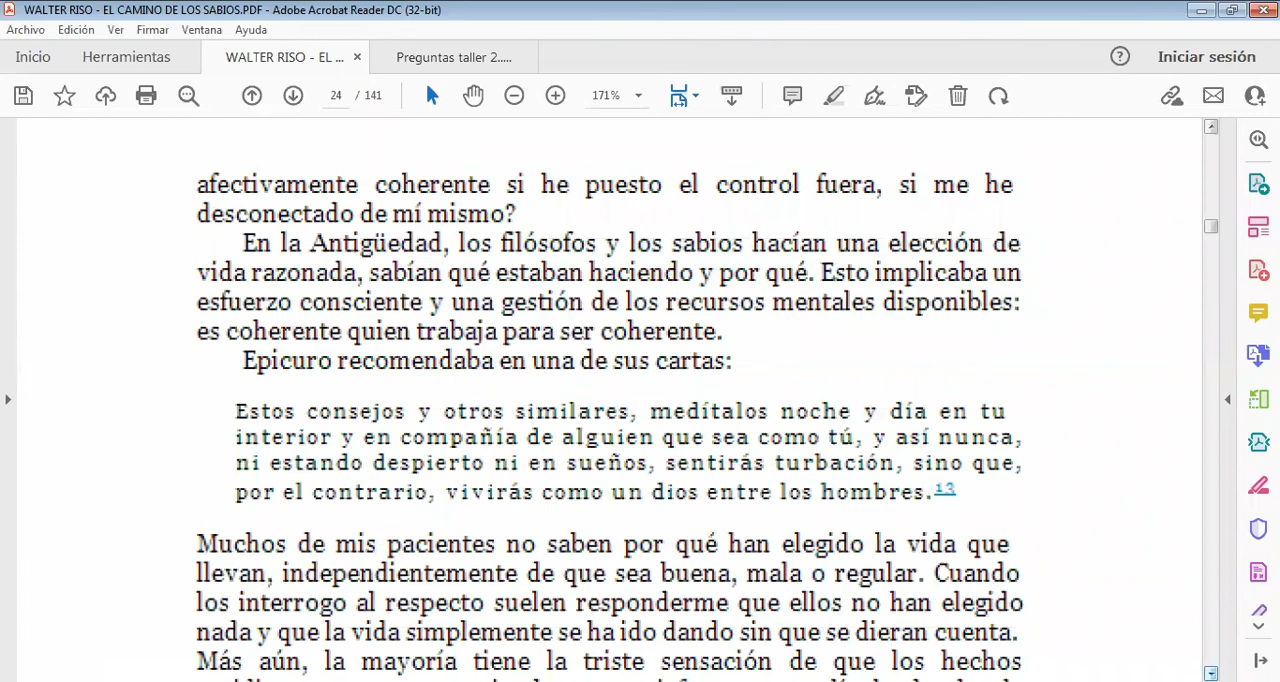 WALTER RISO - EL CAMINO DE LOS SABIOS.PDF - Adobe Acrobat Reader DC (32-bit)
Archivo Edición Ver Firmar Ventana Ayuda
Inicio Herramientas WALTER RISO - EL ... × Preguntas taller 2.... Iniciar sesión
24 / 141 171%
afectivamente coherente si he puesto el control fuera, si me he
desconectado de mí mismo?
En la Antigüedad, los filósofos y los sabios hacían una elección de
vida razonada, sabían qué estaban haciendo y por qué. Esto implicaba un
esfuerzo consciente y una gestión de los recursos mentales disponibles:
es coherente quien trabaja para ser coherente.
Epicuro recomendaba en una de sus cartas:
Estos consejos y otros similares, medítalos noche y día en tu
interior y en compañía de alguien que sea como tú, y así nunca,
ni estando despierto ni en sueños, sentirás turbación, sino que,
por el contrario, vivirás como un dios entre los hombres.13
Muchos de mis pacientes no saben por qué han elegido la vida que
llevan, independientemente de que sea buena, mala o regular. Cuando
los interrogo al respecto suelen responderme que ellos no han elegido
nada y que la vida simplemente se ha ido dando sin que se dieran cuenta.
Más aún, la mayoría tiene la triste sensación de que los hechos